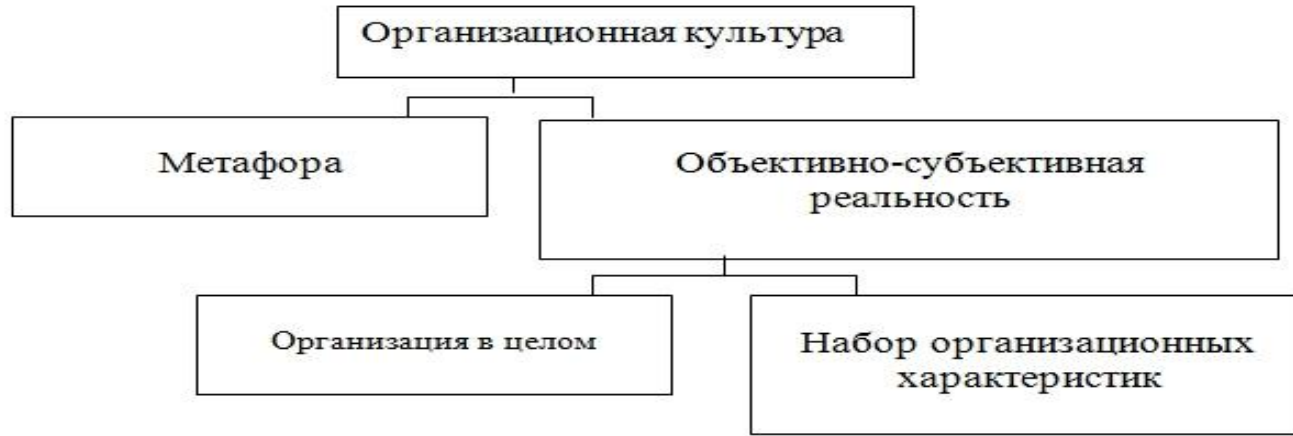 Организационная культура
Метафора
Объективно-субъективная
реальность
Организация в целом
Набор организационных
характеристик